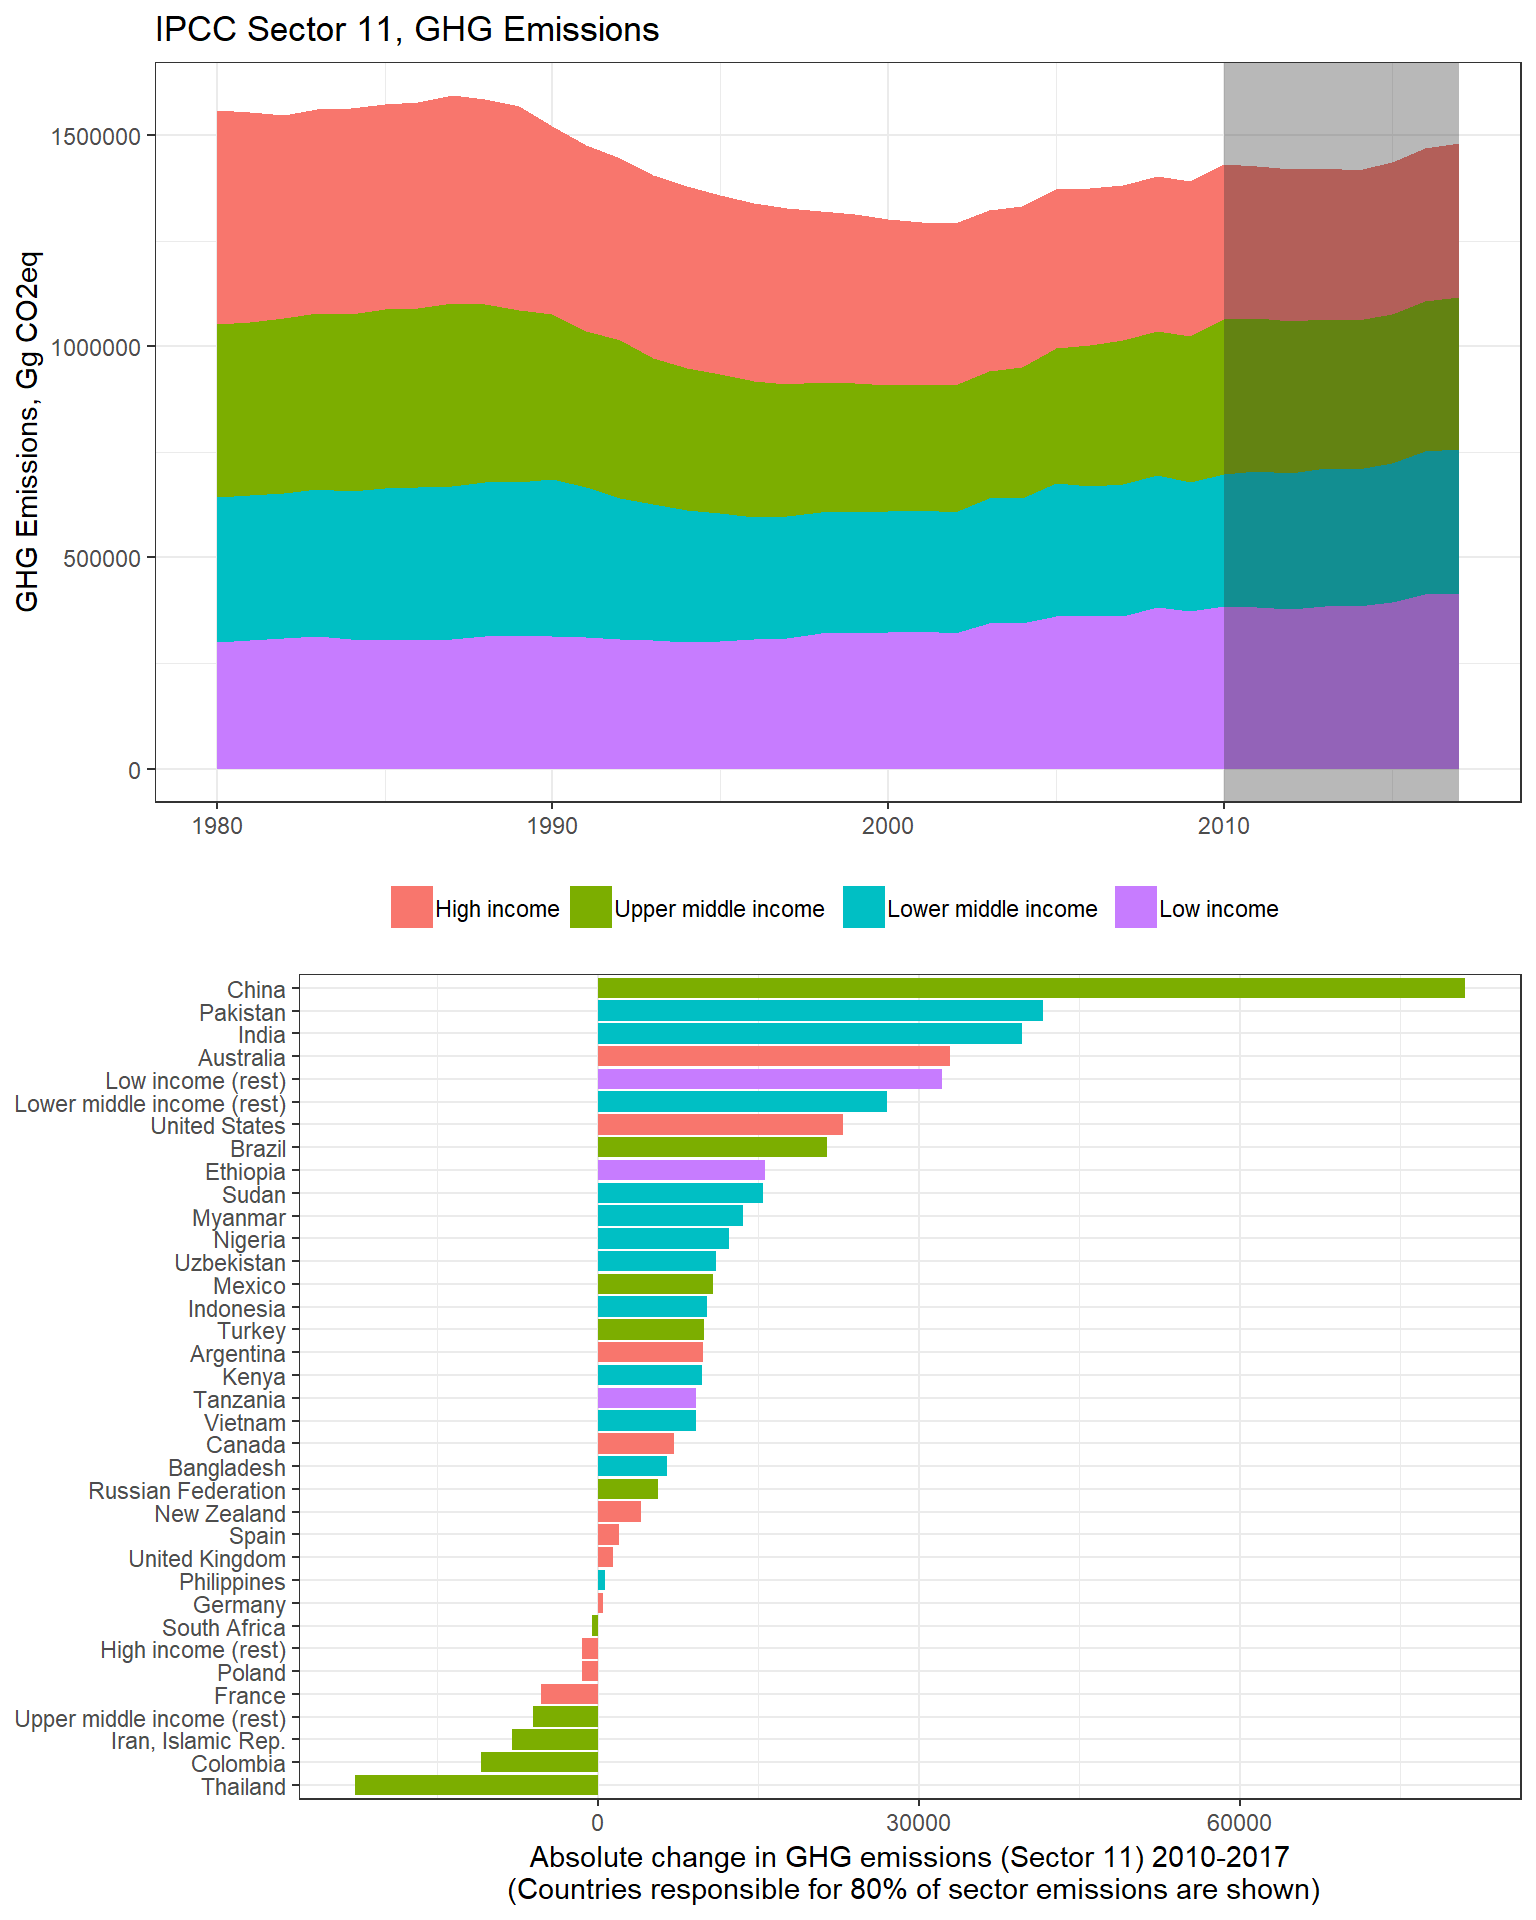 IPCC Sector 11, GHG Emissions
GHG Emissions, Gg CO2eq
1500000
1000000
500000
0
1980 1990 2000 2010
High income Upper middle income Lower middle income Low income
China
Pakistan
India
Australia
Low income (rest)
Lower middle income (rest)
United States
Brazil
Ethiopia
Sudan
Myanmar
Nigeria
Uzbekistan
Mexico
Indonesia
Turkey
Argentina
Kenya
Tanzania
Vietnam
Canada
Bangladesh
Russian Federation
New Zealand
Spain
United Kingdom
Philippines
Germany
South Africa
High income (rest)
Poland
France
Upper middle income (rest)
Iran, Islamic Rep.
Colombia
Thailand
0 30000 60000
Absolute change in GHG emissions (Sector 11) 2010-2017
(Countries responsible for 80% of sector emissions are shown)